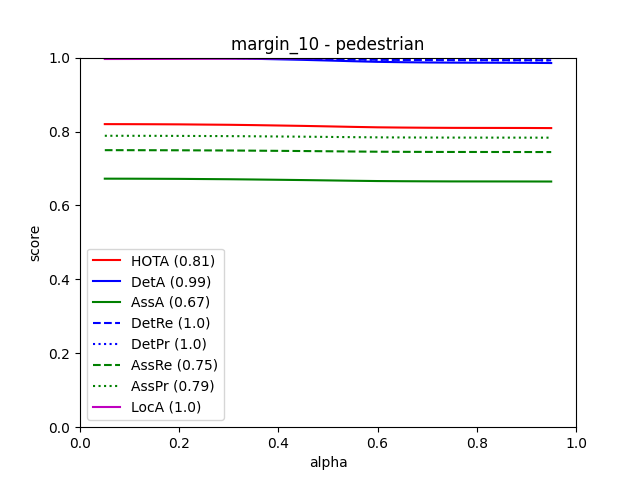 margin_10 - pedestrian
1.0
0.8
0.6
0.4
0.2
0.0
score
HOTA (0.81)
DetA (0.99)
AssA (0.67)
DetRe (1.0)
DetPr (1.0)
AssRe (0.75)
AssPr (0.79)
LocA (1.0)
0.0 0.2 0.4 0.6 0.8 1.0
alpha